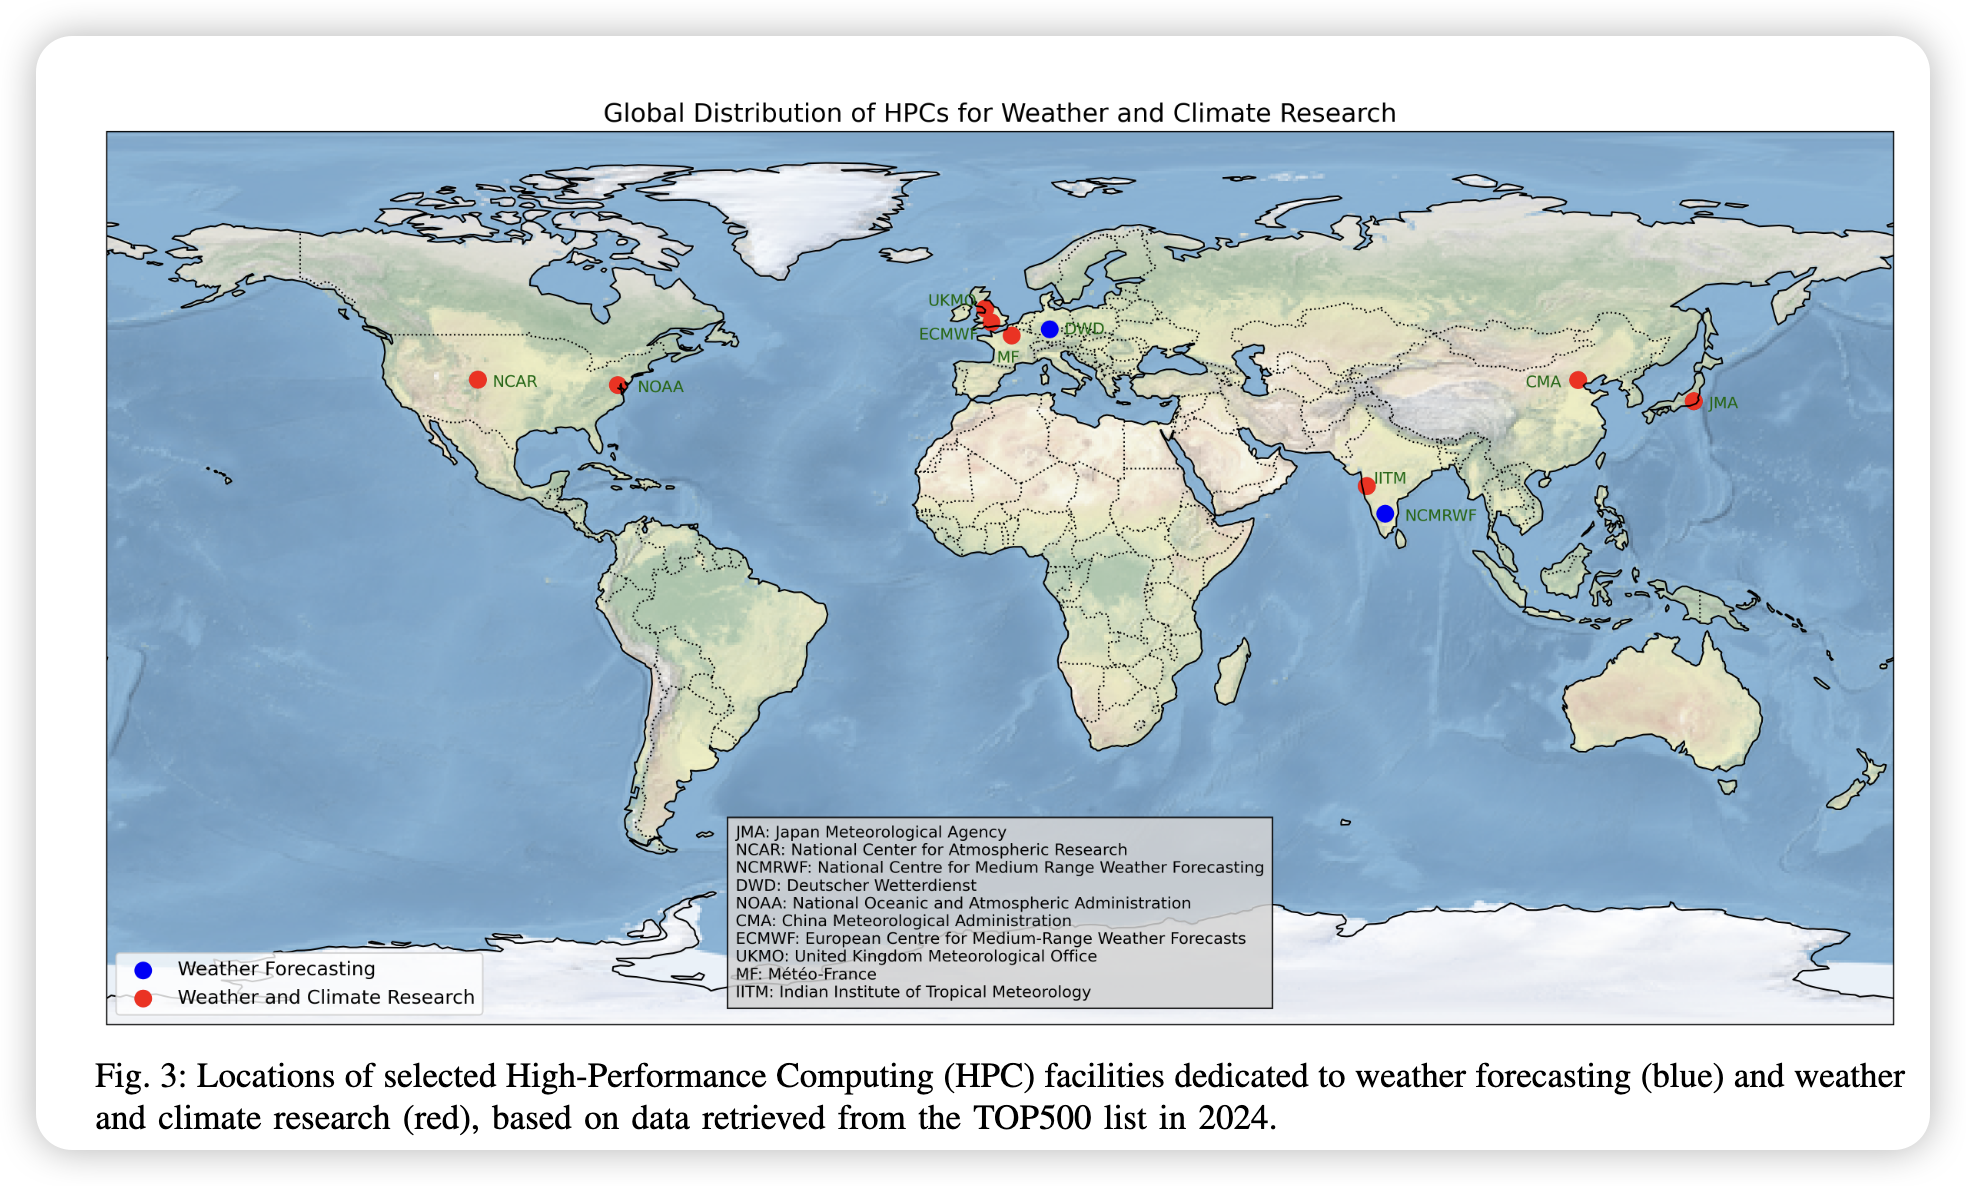 Global Distribution of HPCs for Weather and Climate Research
UKMO
ECMWF
MF
DWD
NCAR
NOAA
CMA
JMA
IITM
NCMRWF
JMA: Japan Meteorological Agency
NCAR: National Center for Atmospheric Research
NCMRWF: National Centre for Medium Range Weather Forecasting
DWD: Deutscher Wetterdienst
NOAA: National Oceanic and Atmospheric Administration
CMA: China Meteorological Administration
ECMWF: European Centre for Medium-Range Weather Forecasts
UKMO: United Kingdom Meteorological Office
MF: Météo-France
IITM: Indian Institute of Tropical Meteorology
Weather Forecasting
Weather and Climate Research
Fig. 3: Locations of selected High-Performance Computing (HPC) facilities dedicated to weather forecasting (blue) and weather
and climate research (red), based on data retrieved from the TOP500 list in 2024.